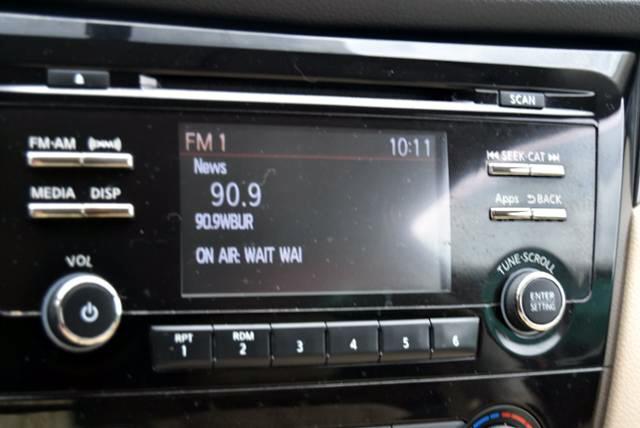 SCAN
FM·AM
MEDIA DISP
VOL
FM 1 10:11
News
90.9
90.9WBUR
ON AIR: WAIT WAI
SEEK·CAT
Apps BACK
TUNE·SCROLL
ENTER
SETTING
RPT RDM
1 2 3 4 5 6